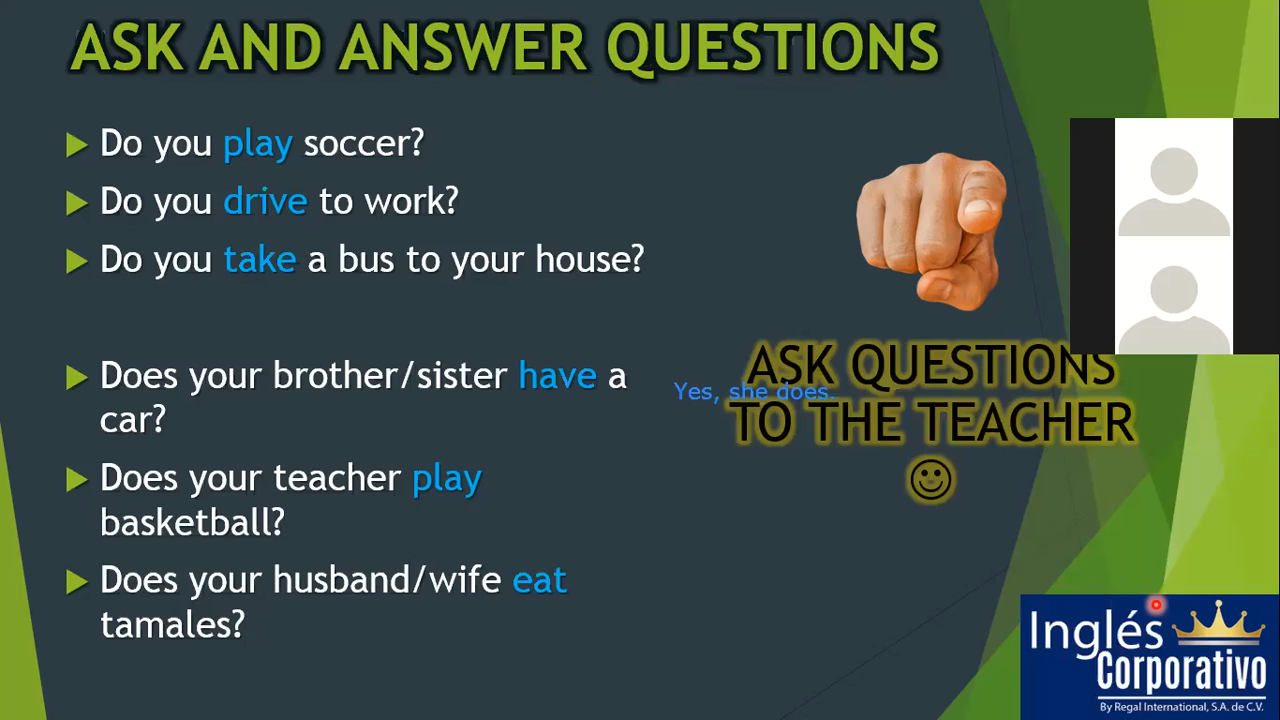 ASK AND ANSWER QUESTIONS
Do you play soccer?
Do you drive to work?
Do you take a bus to your house?
Does your brother/sister have a
car?
Does your teacher play
basketball?
Does your husband/wife eat
tamales?
Yes, she does.
ASK QUESTIONS
TO THE TEACHER
☺
Inglés
Corporativo
By Regal International, S.A. de C.V.